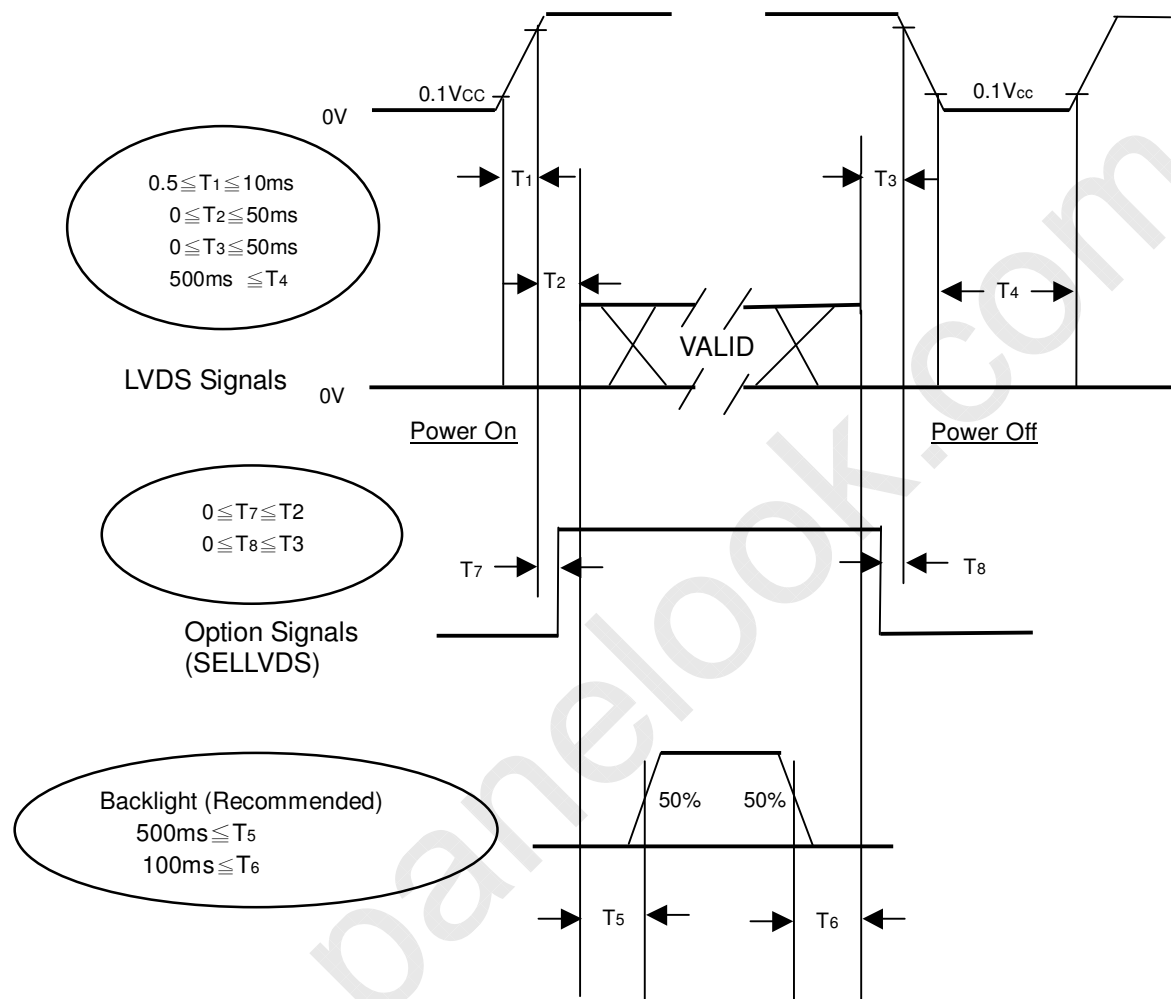 0.1VCC
0.1Vcc
0V
0.5≦T1≦10ms
0≦T2≦50ms
0≦T3≦50ms
500ms ≦T4
T1
T3
T2
T4
VALID
LVDS Signals
0V
Power On
Power Off
0≦T7≦T2
0≦T8≦T3
T7
T8
Option Signals
(SELLVDS)
Backlight (Recommended)
500ms≦T5
100ms≦T6
50%
50%
T5
T6
panelook.com